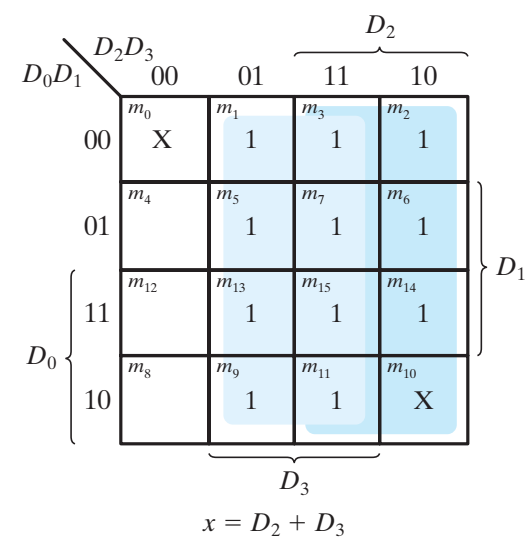 D₂
D₂D₃
D₀D₁
00 01 11 10
m₀ m₁ m₃ m₂
00 X 1 1 1
m₄ m₅ m₇ m₆
01 1 1 1
D₁
m₁₂ m₁₃ m₁₅ m₁₄
11 1 1 1
D₀
m₈ m₉ m₁₁ m₁₀
10 1 1 X
D₃
x = D₂ + D₃